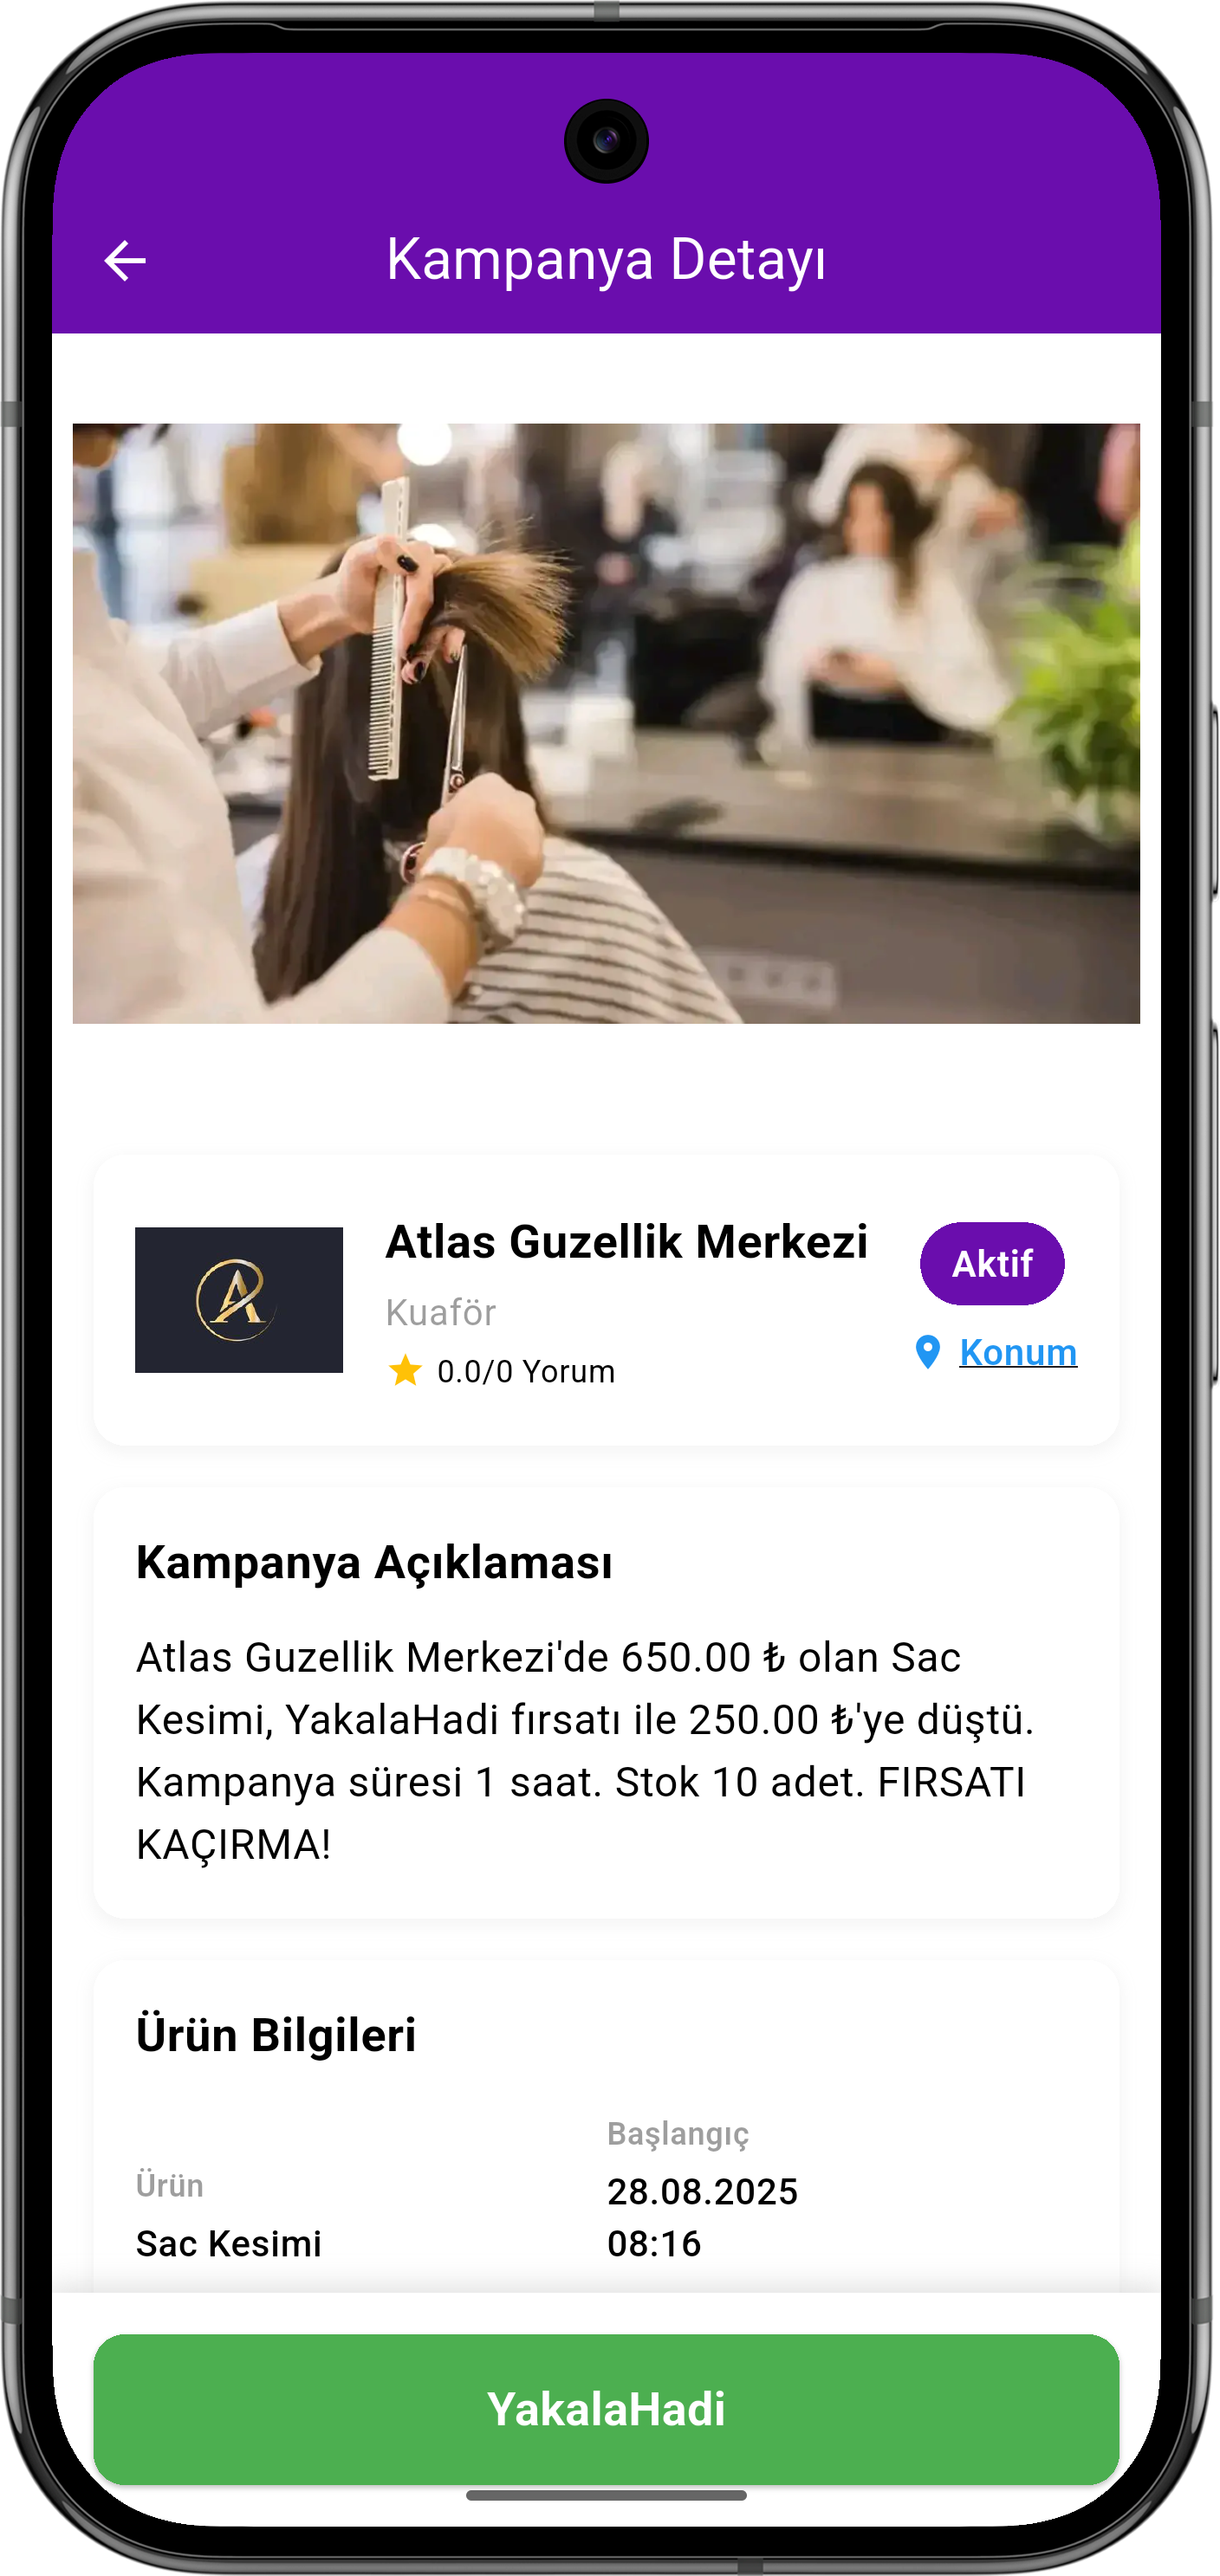 Kampanya Detayı
A
Atlas Guzellik Merkezi
Aktif
Kuaför
Konum
0.0/0 Yorum
Kampanya Açıklaması
Atlas Guzellik Merkezi'de 650.00 ₺ olan Sac
Kesimi, YakalaHadi fırsatı ile 250.00 ₺'ye düştü.
Kampanya süresi 1 saat. Stok 10 adet. FIRSATI
KAÇIRMA!
Ürün Bilgileri
Ürün
Sac Kesimi
Başlangıç
28.08.2025
08:16
YakalaHadi